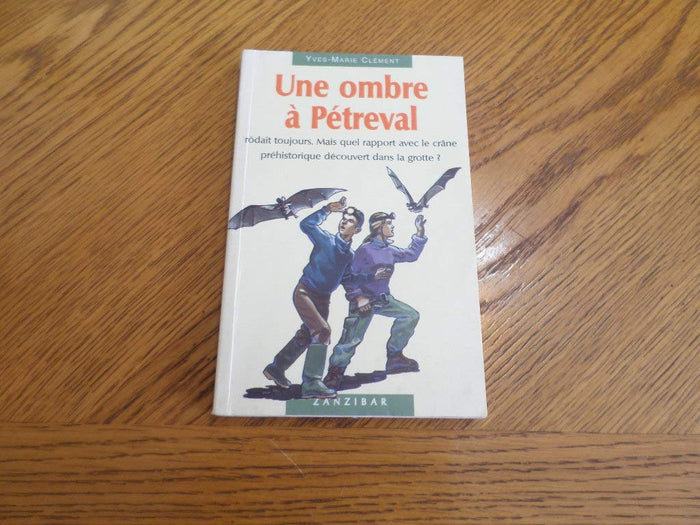 YVES-MARIE CLÉMENT
Une ombre
à Pétreval
rôdait toujours. Mais quel rapport avec le crâne
préhistorique découvert dans la grotte ?
ZANZIBAR